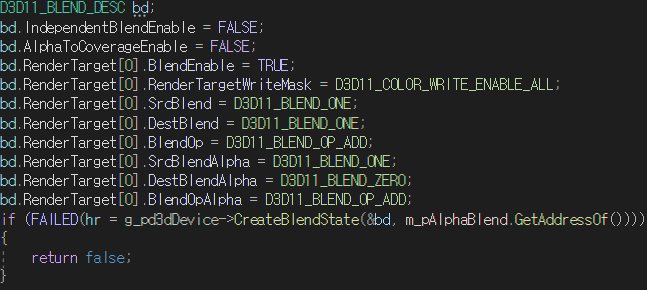 D3D11_BLEND_DESC bd;
bd.IndependentBlendEnable = FALSE;
bd.AlphaToCoverageEnable = FALSE;
bd.RenderTarget[0].BlendEnable = TRUE;
bd.RenderTarget[0].RenderTargetWriteMask = D3D11_COLOR_WRITE_ENABLE_ALL;
bd.RenderTarget[0].SrcBlend = D3D11_BLEND_ONE;
bd.RenderTarget[0].DestBlend = D3D11_BLEND_ONE;
bd.RenderTarget[0].BlendOp = D3D11_BLEND_OP_ADD;
bd.RenderTarget[0].SrcBlendAlpha = D3D11_BLEND_ONE;
bd.RenderTarget[0].DestBlendAlpha = D3D11_BLEND_ZERO;
bd.RenderTarget[0].BlendOpAlpha = D3D11_BLEND_OP_ADD;
if (FAILED(hr = g_pd3dDevice->CreateBlendState(&bd, m_pAlphaBlend.GetAddressOf())))
{
    return false;
}